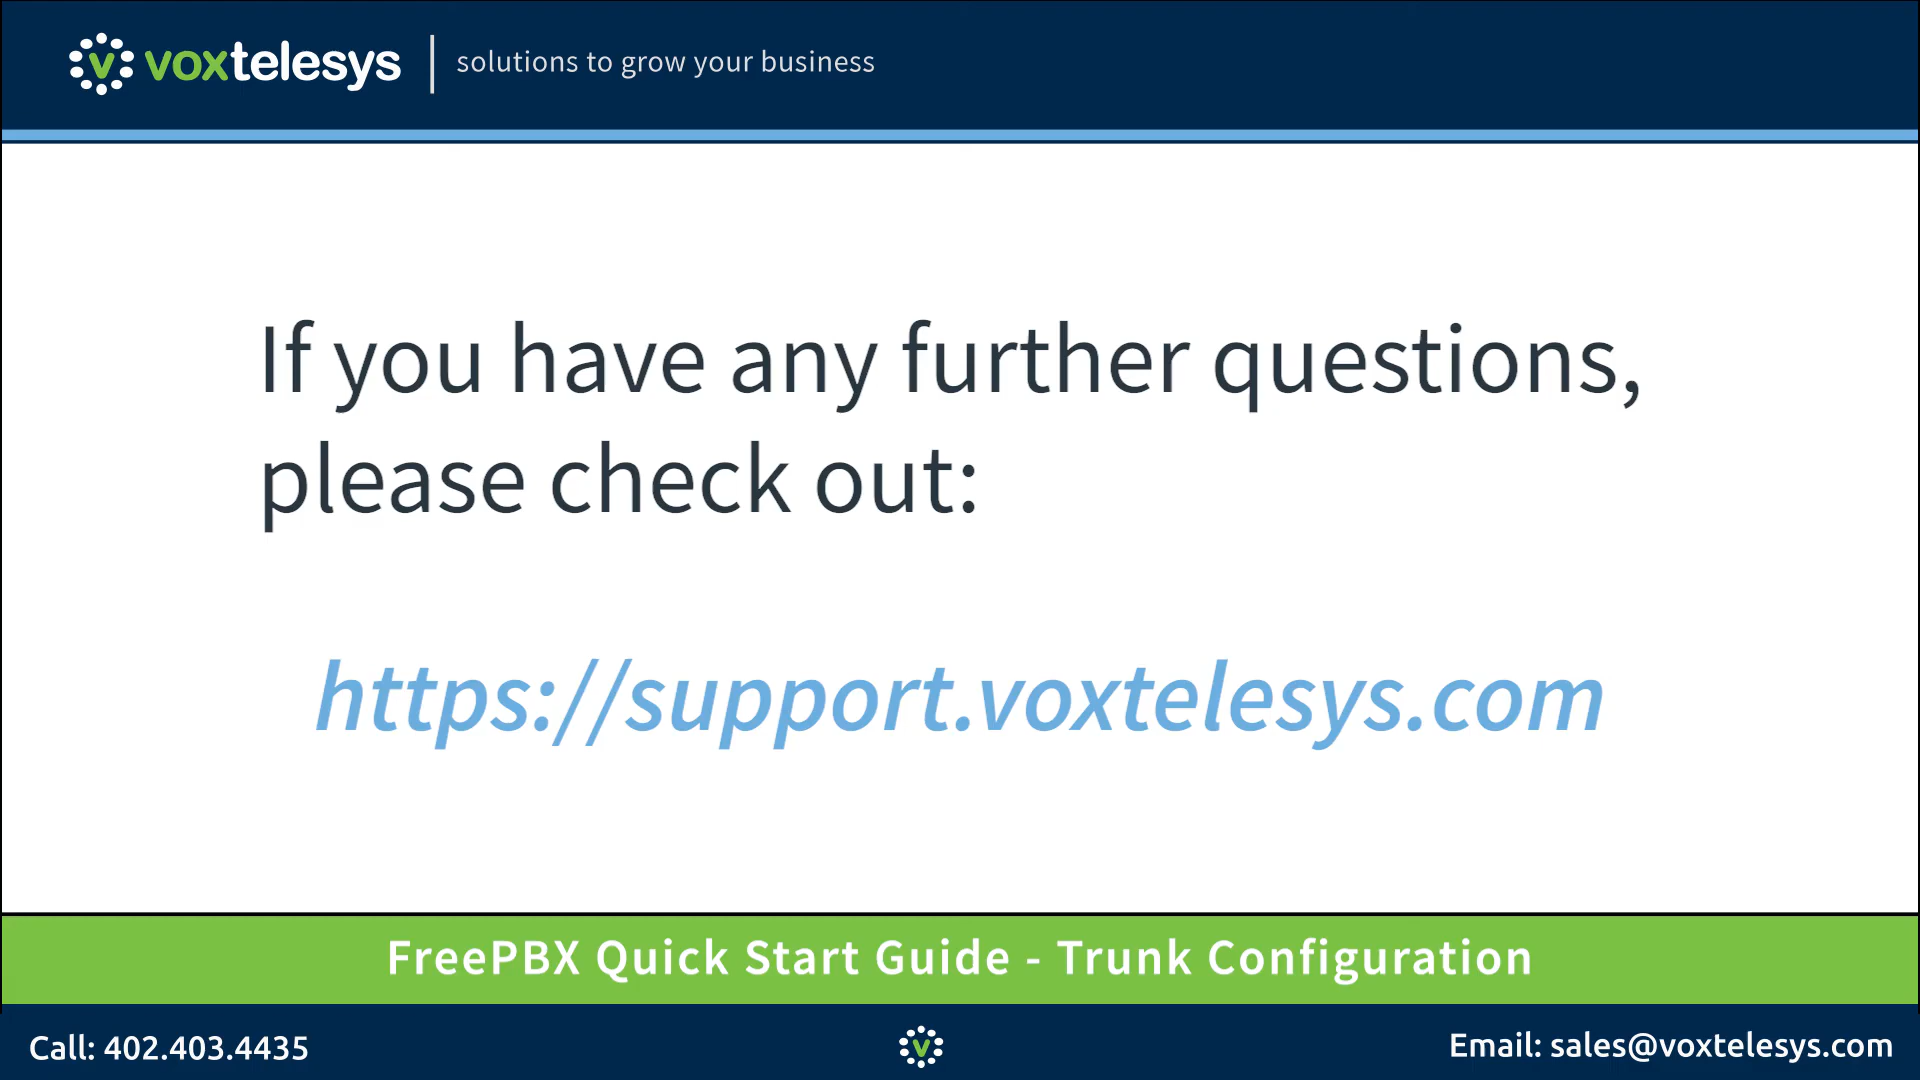 voxtelesys
solutions to grow your business
If you have any further questions,
please check out:
https://support.voxtelesys.com
FreePBX Quick Start Guide - Trunk Configuration
Call: 402.403.4435
v
Email: sales@voxtelesys.com